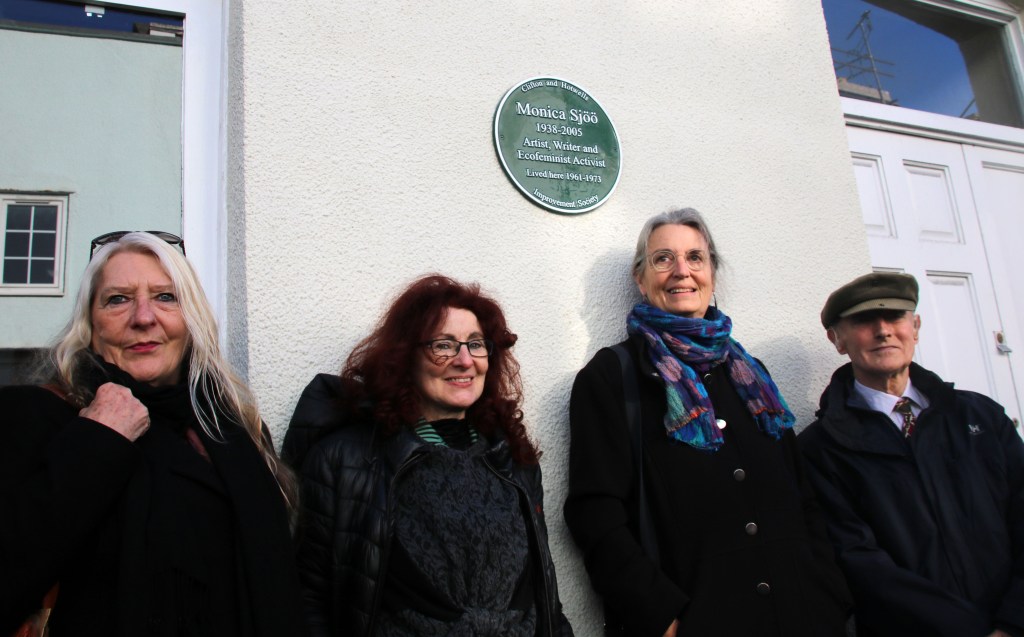 Clifton and Hotwells
Monica Sjöö
1938-2005
Artist, Writer and
Ecofeminist Activist
Lived here 1961-1973
Improvement Society